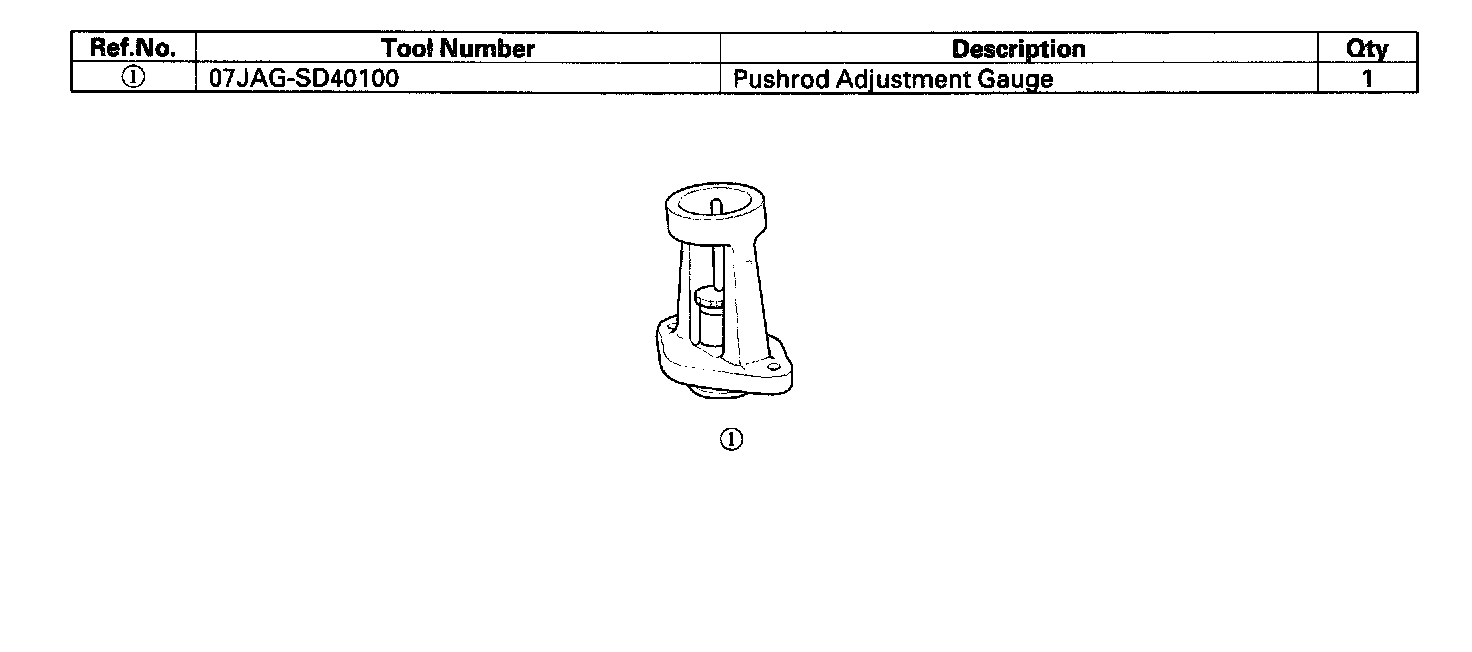 Ref.No. Tool Number Description Qty
① 07JAG-SD40100 Pushrod Adjustment Gauge 1
①